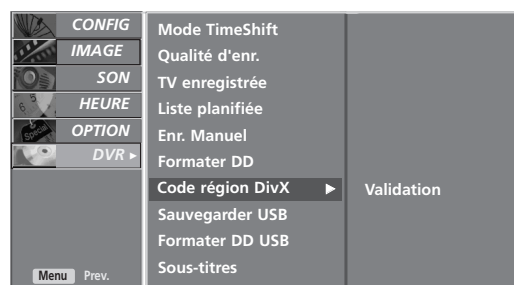 CONFIG
IMAGE
SON
HEURE
OPTION
DVR
Menu Prev.
Mode TimeShift
Qualité d'enr.
TV enregistrée
Liste planifiée
Enr. Manuel
Formater DD
Code région DivX
Sauvegarder USB
Formater DD USB
Sous-titres
Validation